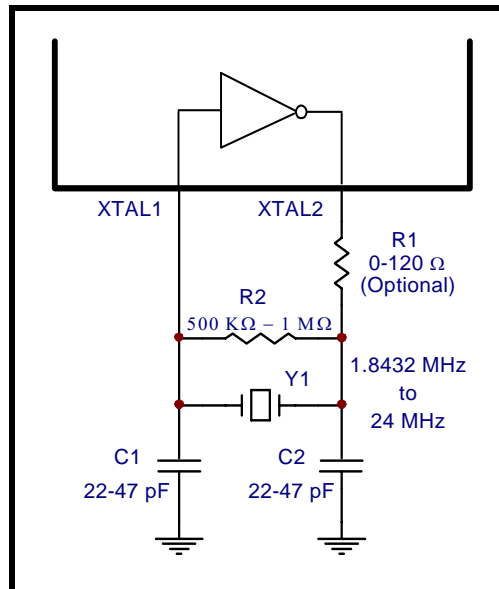 XTAL1
XTAL2
R1
0-120 Ω
(Optional)
R2
500 KΩ – 1 MΩ
Y1
1.8432 MHz
to
24 MHz
C1
22-47 pF
C2
22-47 pF